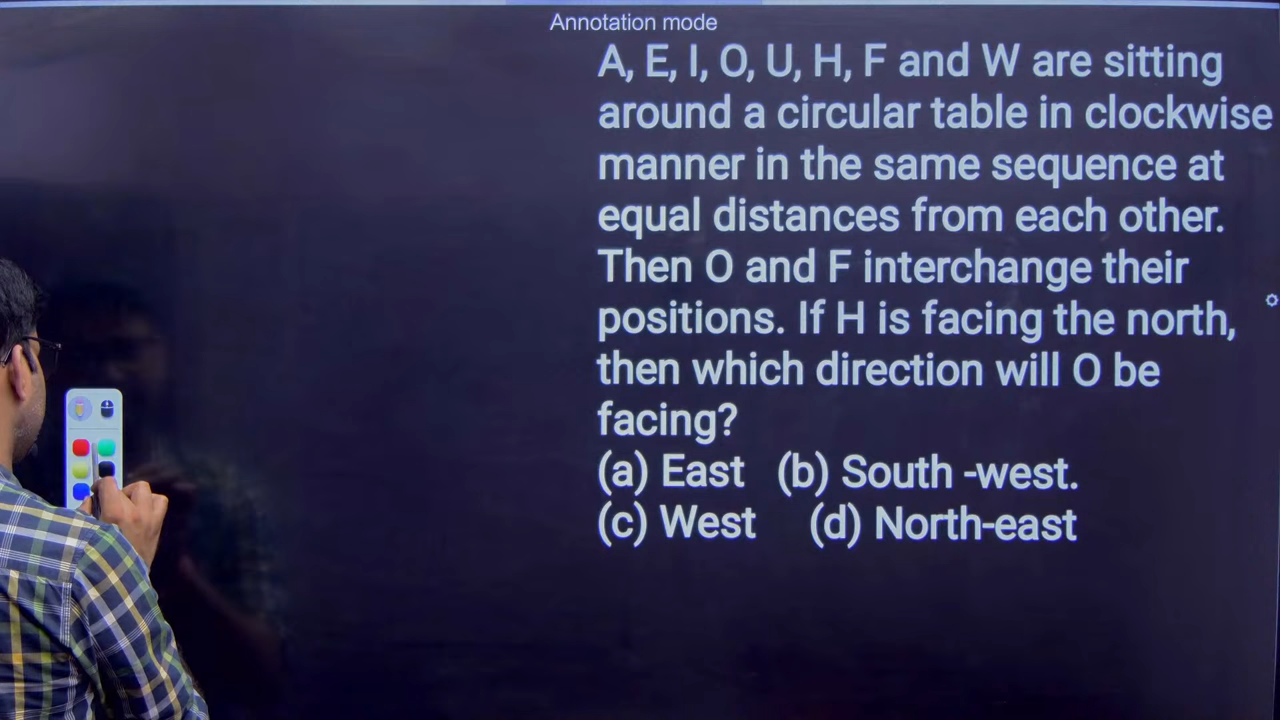 Annotation mode
A, E, I, O, U, H, F and W are sitting
around a circular table in clockwise
manner in the same sequence at
equal distances from each other.
Then O and F interchange their
positions. If H is facing the north,
then which direction will O be
facing?
(a) East (b) South -west.
(c) West (d) North-east